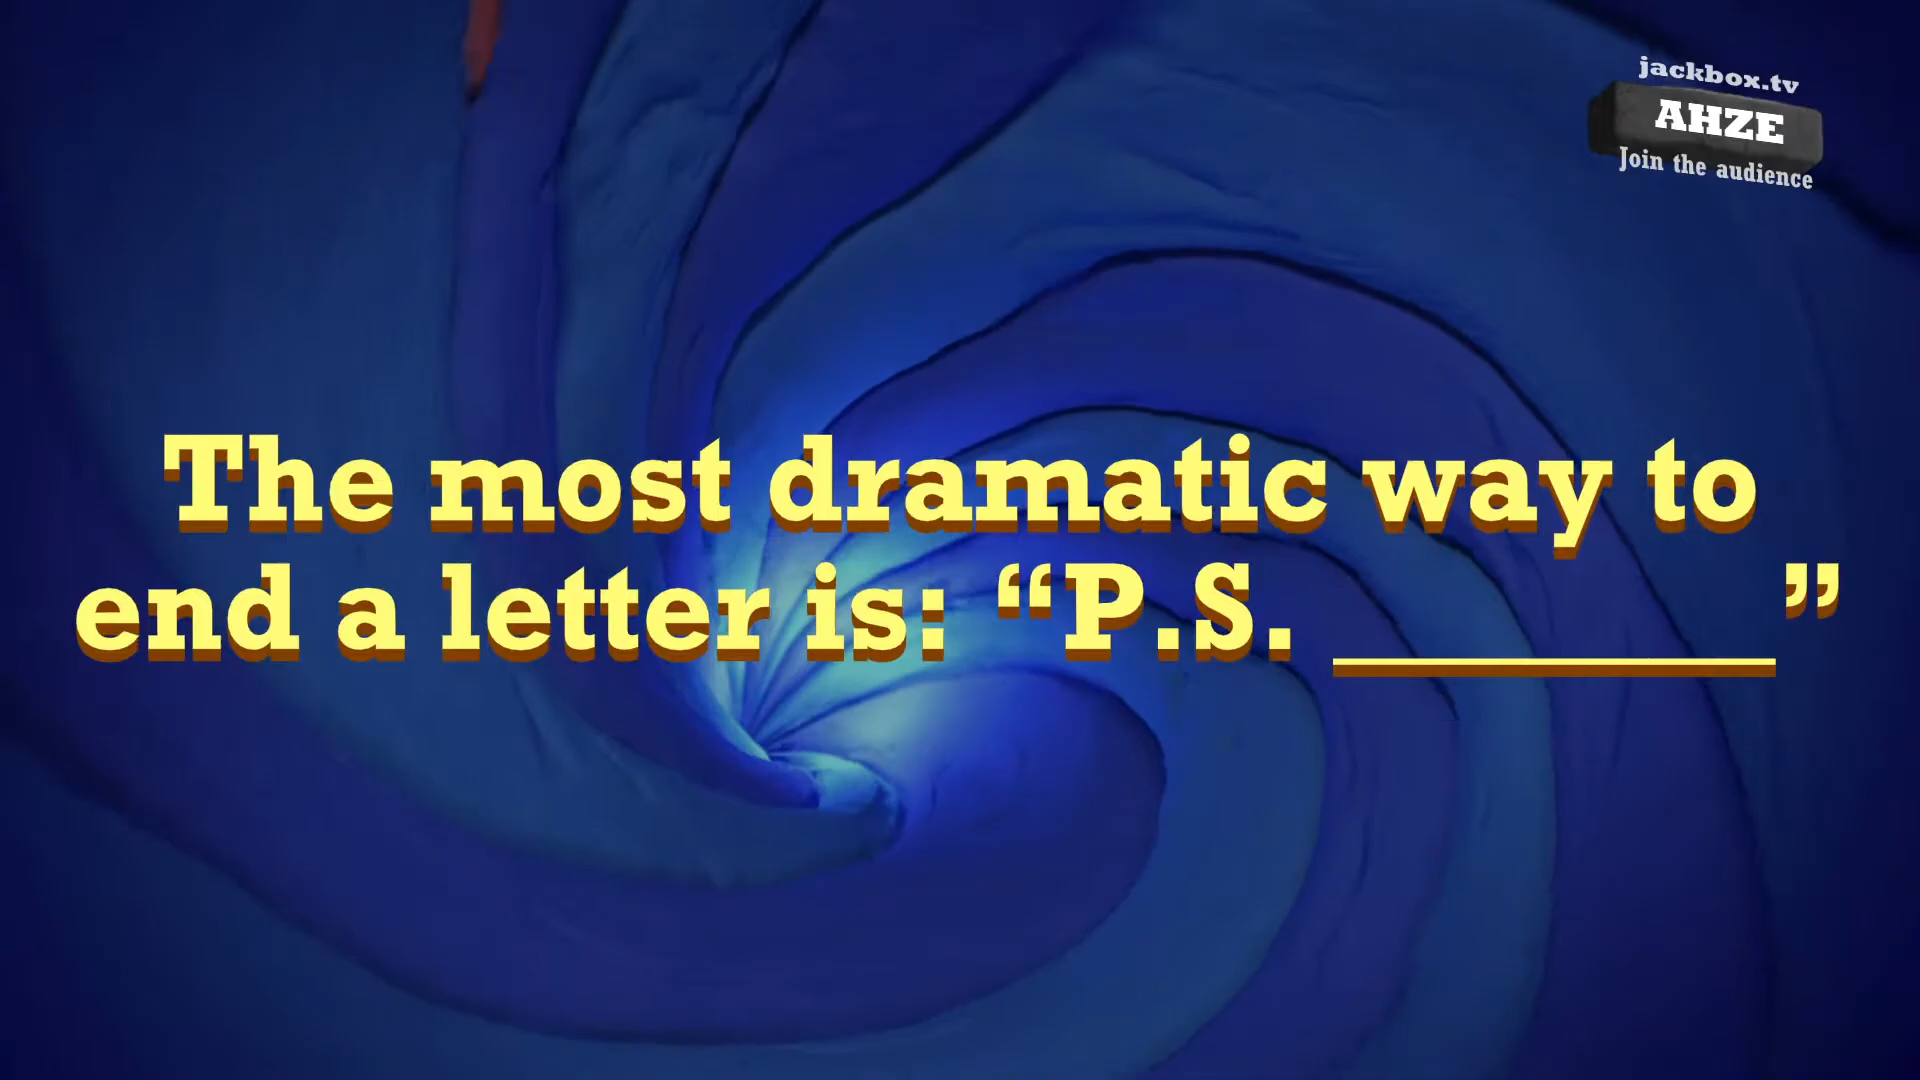 jackbox.tv
AHZE
Join the audience
The most dramatic way to
end a letter is: “P.S. ________”